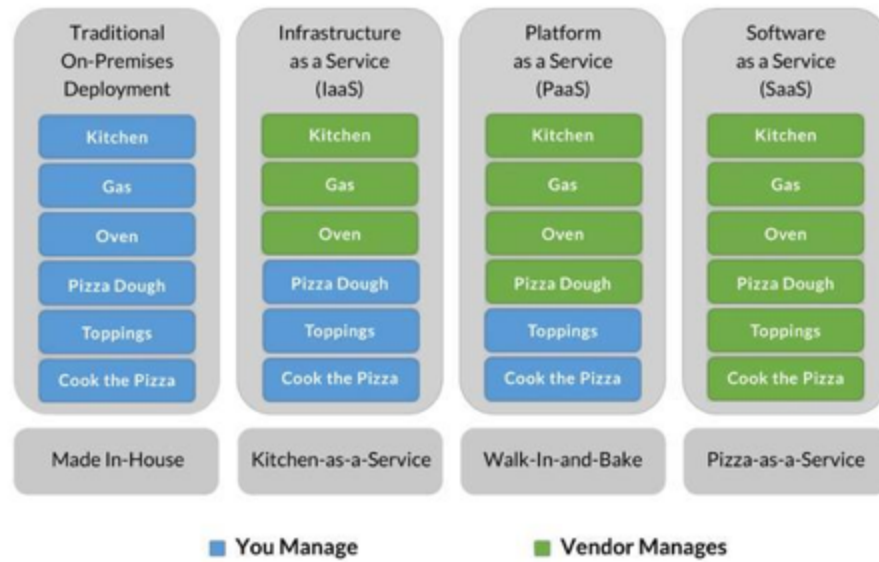 Traditional
On-Premises
Deployment
Kitchen
Gas
Oven
Pizza Dough
Toppings
Cook the Pizza
Made In-House
Infrastructure
as a Service
(IaaS)
Kitchen
Gas
Oven
Pizza Dough
Toppings
Cook the Pizza
Kitchen-as-a-Service
Platform
as a Service
(PaaS)
Kitchen
Gas
Oven
Pizza Dough
Toppings
Cook the Pizza
Walk-In-and-Bake
Software
as a Service
(SaaS)
Kitchen
Gas
Oven
Pizza Dough
Toppings
Cook the Pizza
Pizza-as-a-Service
You Manage
Vendor Manages